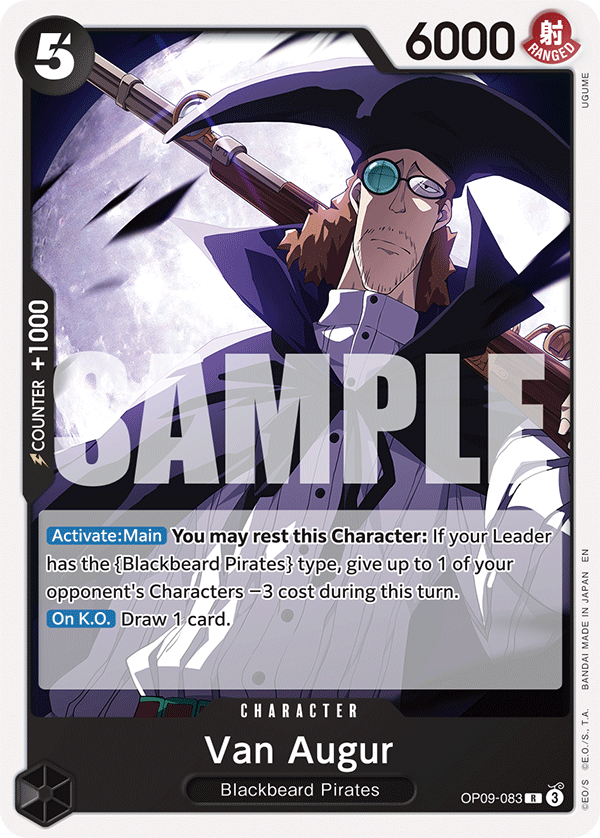 5
6000
射
RANGED
UGUME
COUNTER +1000
SAMPLE
Activate:Main You may rest this Character: If your Leader
has the {Blackbeard Pirates} type, give up to 1 of your
opponent's Characters −3 cost during this turn.
On K.O. Draw 1 card.
CHARACTER
Van Augur
Blackbeard Pirates
OP09-083 R 3
©EO/S ©E.O./S., T.A. BANDAI MADE IN JAPAN EN